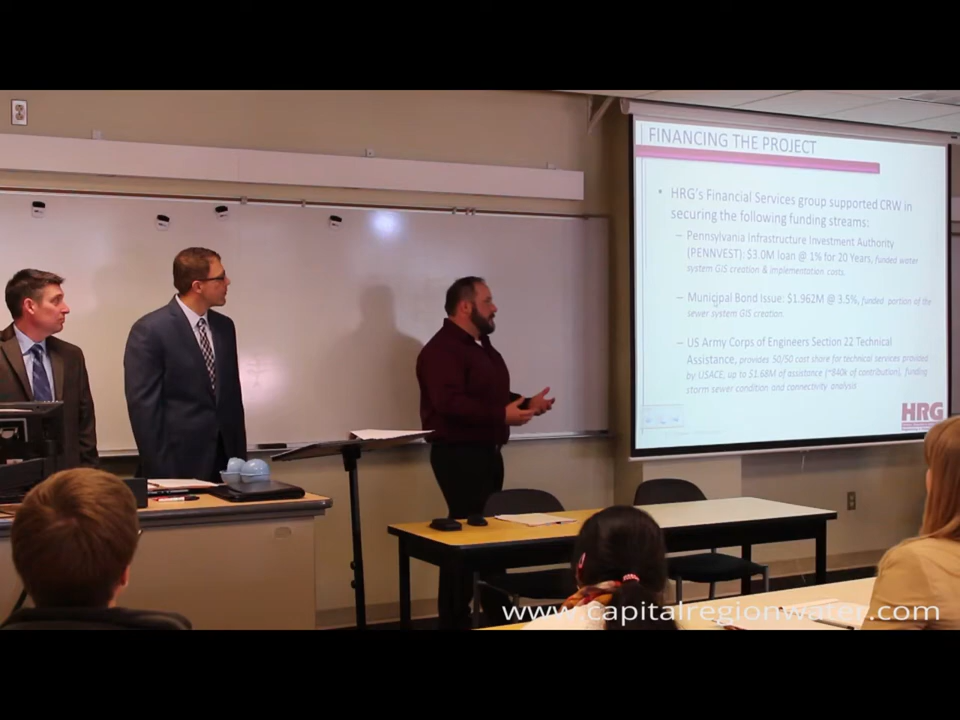 FINANCING THE PROJECT
• HRG's Financial Services group supported CRW in
securing the following funding streams:
– Pennsylvania Infrastructure Investment Authority
(PENNVEST): $3.0M loan @ 1% for 20 Years, funded water
system GIS creation & implementation costs.
– Municipal Bond Issue: $1.962M @ 3.5%, funded portion of the
sewer system GIS creation.
– US Army Corps of Engineers Section 22 Technical
Assistance, provides 50/50 cost share for technical services provided
by USACE, up to $1.68M of assistance (~840k of contribution), funding
storm sewer condition and connectivity analysis
HRG
www.capitalregionwater.com